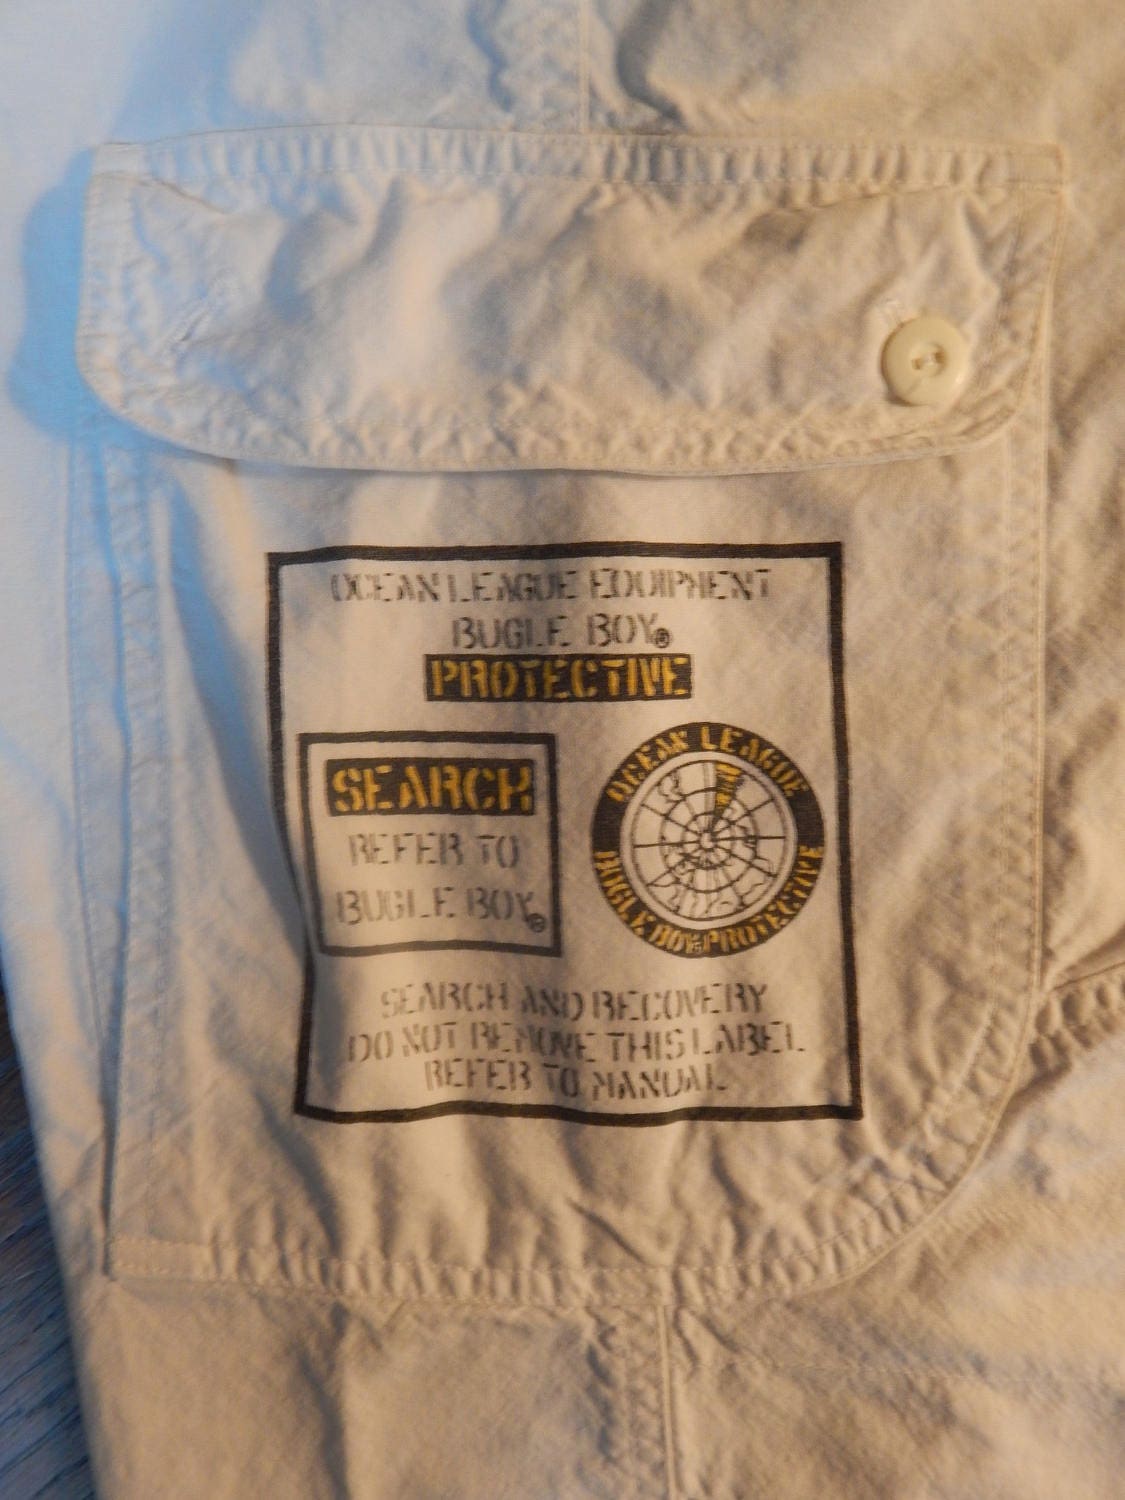 OCEAN LEAGUE EQUIPMENT
BUGLE BOY®
PROTECTIVE
SEARCH
REFER TO
BUGLE BOY®
OCEAN LEAGUE
BUGLE BOY® PROTECTIVE
SEARCH AND RECOVERY
DO NOT REMOVE THIS LABEL
REFER TO MANUAL